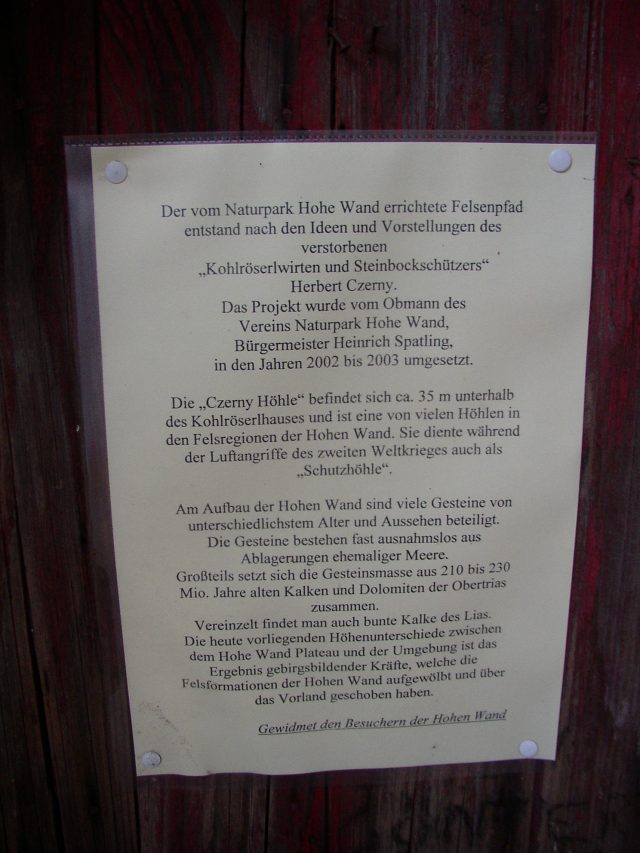 Der vom Naturpark Hohe Wand errichtete Felsenpfad
entstand nach den Ideen und Vorstellungen des
verstorbenen
„Kohlröserlwirten und Steinbockschützers“
Herbert Czerny.
Das Projekt wurde vom Obmann des
Vereins Naturpark Hohe Wand,
Bürgermeister Heinrich Spatling,
in den Jahren 2002 bis 2003 umgesetzt.
Die „Czerny Höhle“ befindet sich ca. 35 m unterhalb
des Kohlröserlhauses und ist eine von vielen Höhlen in
den Felsregionen der Hohen Wand. Sie diente während
der Luftangriffe des zweiten Weltkrieges auch als
„Schutzhöhle“.
Am Aufbau der Hohen Wand sind viele Gesteine von
unterschiedlichstem Alter und Aussehen beteiligt.
Die Gesteine bestehen fast ausnahmslos aus
Ablagerungen ehemaliger Meere.
Großteils setzt sich die Gesteinsmasse aus 210 bis 230
Mio. Jahre alten Kalken und Dolomiten der Obertrias
zusammen.
Vereinzelt findet man auch bunte Kalke des Lias.
Die heute vorliegenden Höhenunterschiede zwischen
dem Hohe Wand Plateau und der Umgebung ist das
Ergebnis gebirgsbildender Kräfte, welche die
Felsformationen der Hohen Wand aufgewölbt und über
das Vorland geschoben haben.
Gewidmet den Besuchern der Hohen Wand